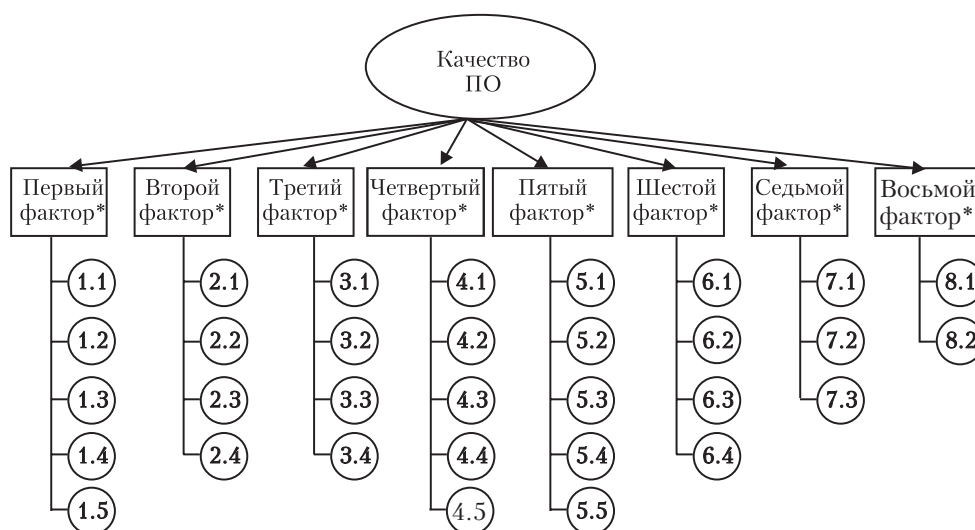 Качество
ПО
Первый
фактор*
Второй
фактор*
Третий
фактор*
Четвертый
фактор*
Пятый
фактор*
Шестой
фактор*
Седьмой
фактор*
Восьмой
фактор*
1.1
1.2
1.3
1.4
1.5
2.1
2.2
2.3
2.4
3.1
3.2
3.3
3.4
4.1
4.2
4.3
4.4
4.5
5.1
5.2
5.3
5.4
5.5
6.1
6.2
6.3
6.4
7.1
7.2
7.3
8.1
8.2